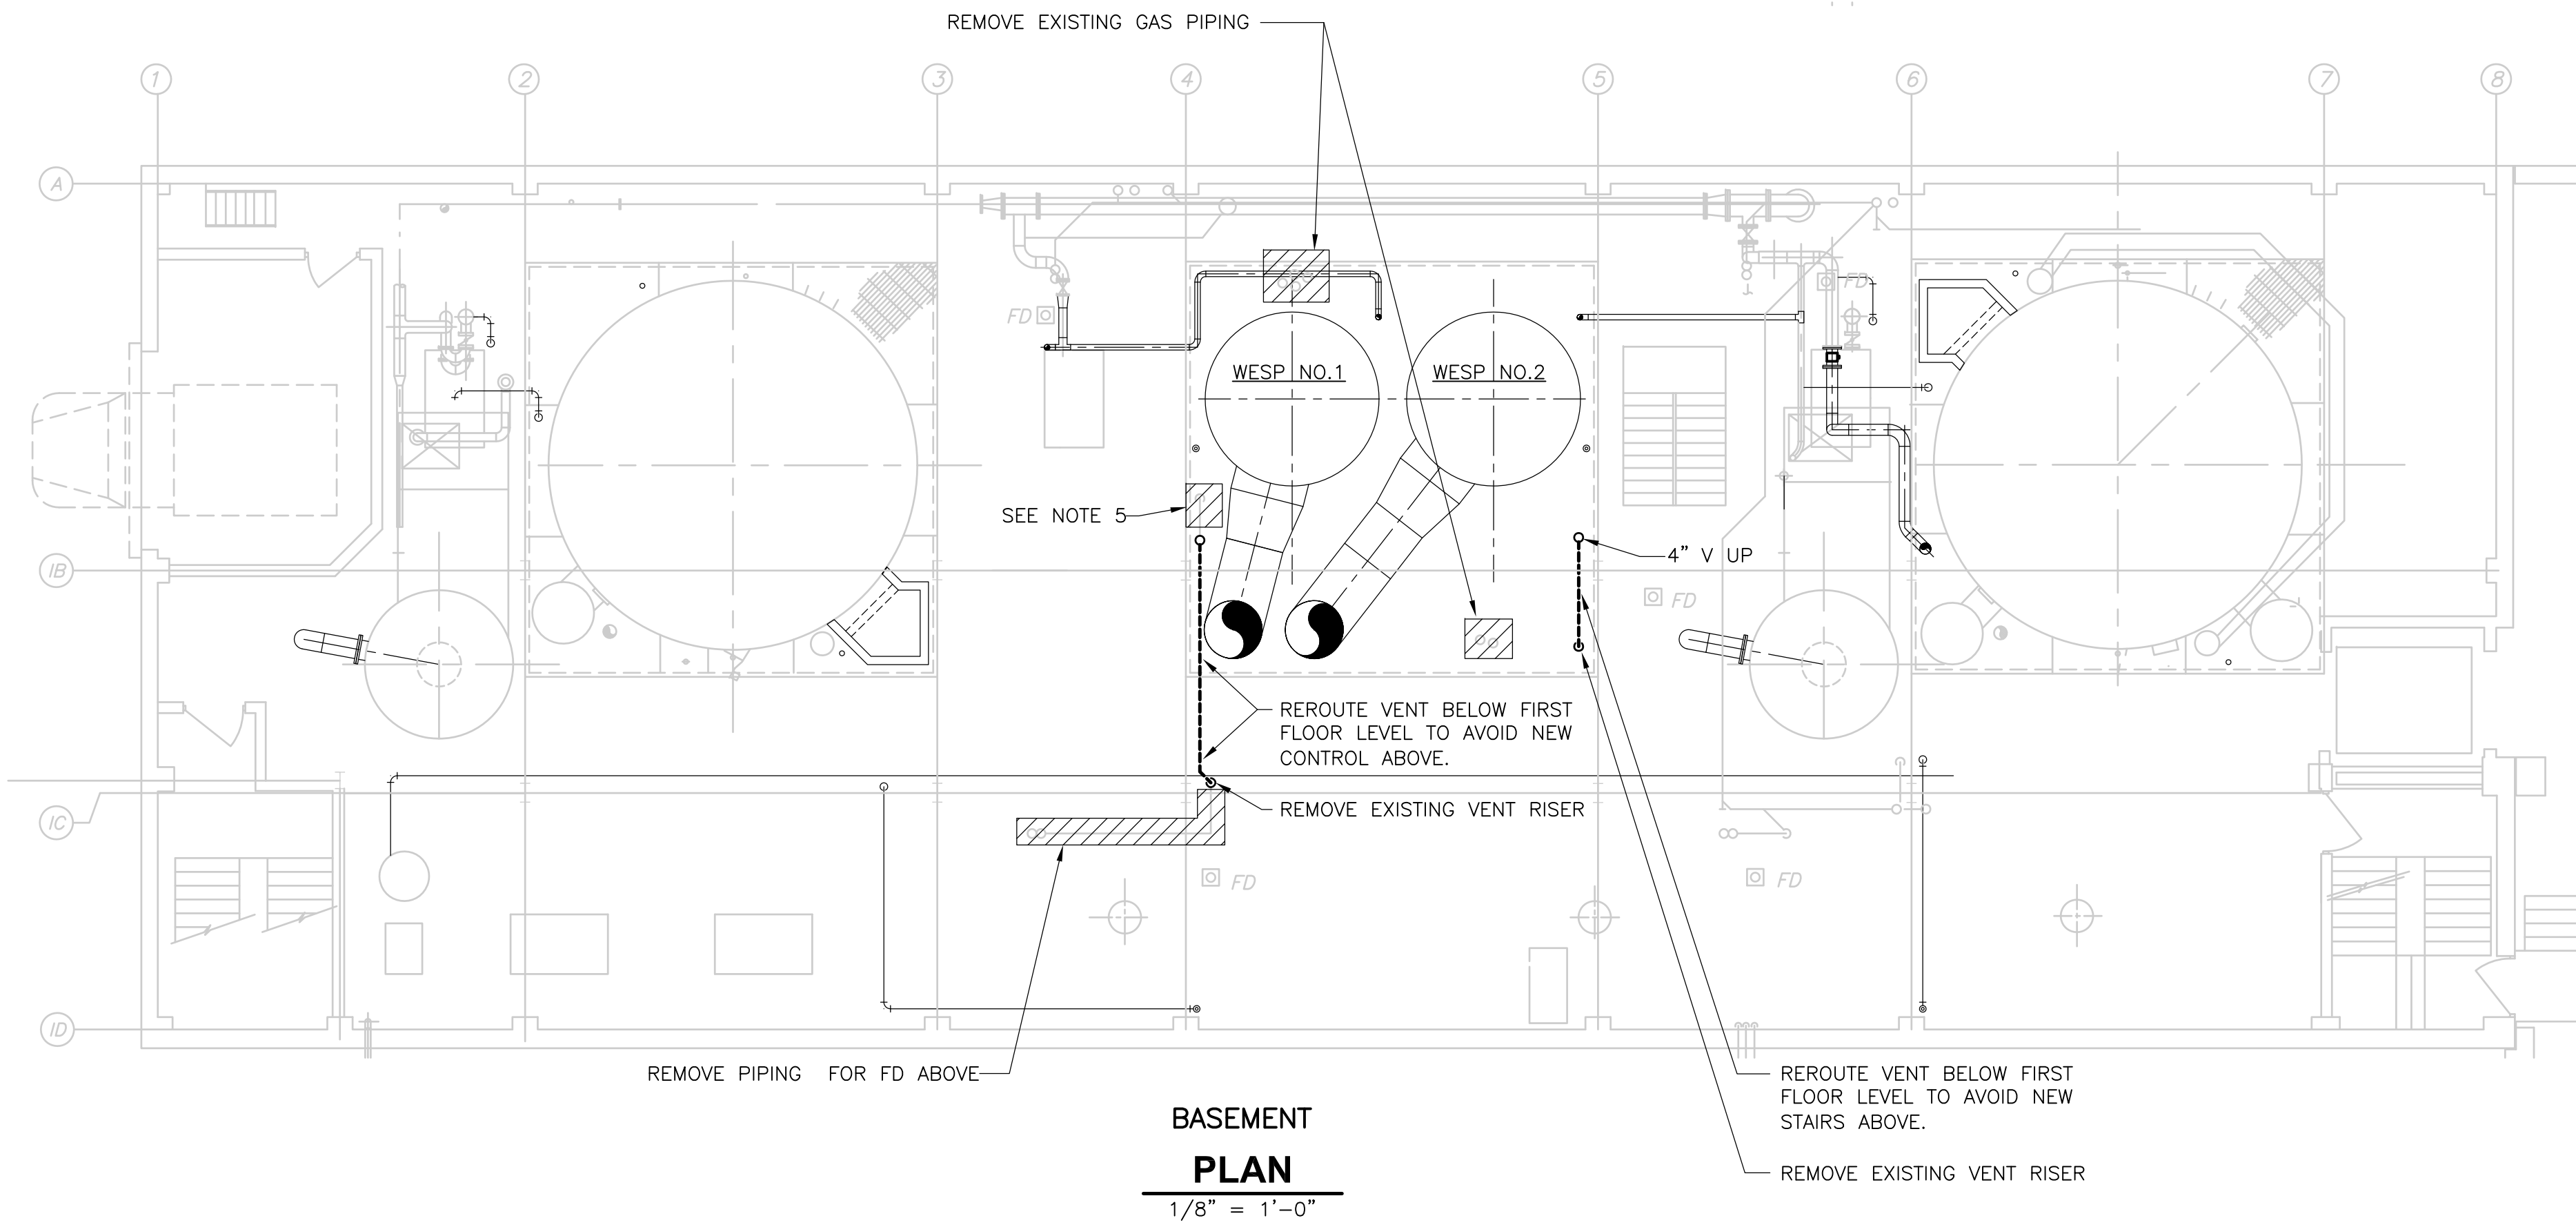 REMOVE EXISTING GAS PIPING
1
2
3
4
5
6
7
8
A
FD
FD
WESP NO.1
WESP NO.2
SEE NOTE 5
4" V UP
1B
FD
REROUTE VENT BELOW FIRST
FLOOR LEVEL TO AVOID NEW
CONTROL ABOVE.
REMOVE EXISTING VENT RISER
1C
FD
FD
1D
REMOVE PIPING FOR FD ABOVE
REROUTE VENT BELOW FIRST
FLOOR LEVEL TO AVOID NEW
STAIRS ABOVE.
REMOVE EXISTING VENT RISER
BASEMENT
PLAN
1/8" = 1'-0"